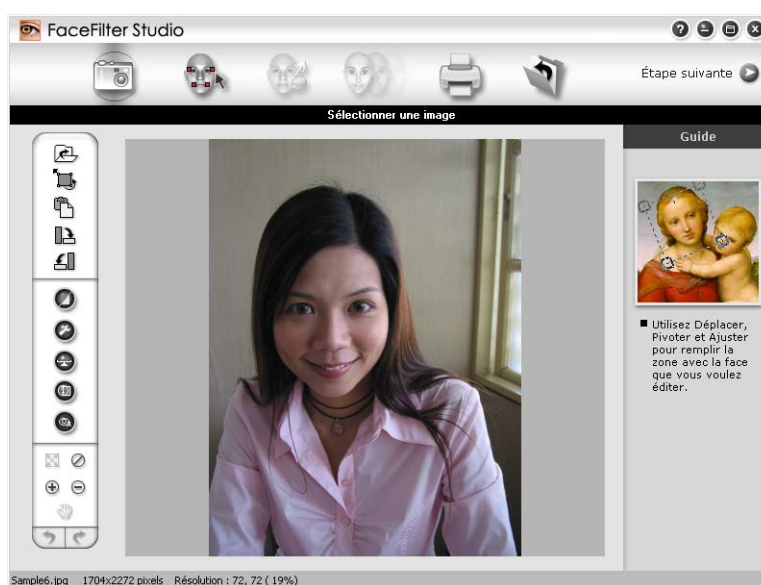 FaceFilter Studio
Étape suivante
Sélectionner une image
Guide
Utilisez Déplacer,
Pivoter et Ajuster
pour remplir la
zone avec la face
que vous voulez
éditer.
Sample6.jpg 1704x2272 pixels Résolution : 72, 72 ( 19%)